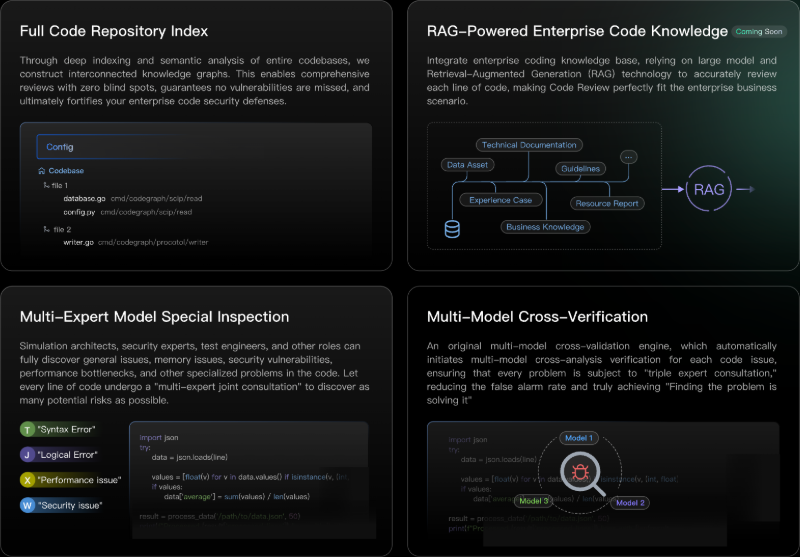 Full Code Repository Index
Through deep indexing and semantic analysis of entire codebases, we
construct interconnected knowledge graphs. This enables comprehensive
reviews with zero blind spots, guarantees no vulnerabilities are missed, and
ultimately fortifies your enterprise code security defenses.
Config
Codebase
file 1
database.go cmd/codegraph/scip/read
config.py cmd/codegraph/scip/read
file 2
writer.go cmd/codegraph/procotol/writer
RAG-Powered Enterprise Code Knowledge Coming Soon
Integrate enterprise coding knowledge base, relying on large model and
Retrieval-Augmented Generation (RAG) technology to accurately review
each line of code, making Code Review perfectly fit the enterprise business
scenario.
Technical Documentation
...
Data Asset
Guidelines
RAG
Experience Case
Resource Report
Business Knowledge
Multi-Expert Model Special Inspection
Simulation architects, security experts, test engineers, and other roles can
fully discover general issues, memory issues, security vulnerabilities,
performance bottlenecks, and other specialized problems in the code. Let
every line of code undergo a "multi-expert joint consultation" to discover as
many potential risks as possible.
T "Syntax Error"
J "Logical Error"
X "Performance issue"
W "Security issue"
import json
try:
data = json.loads(line)
values = [float(v) for v in data.values() if isinstance(v, [int,
if values:
data['average'] = sum(values) / len(values)
result = process_data('/path/to/data.json', 50)
Multi-Model Cross-Verification
An original multi-model cross-validation engine, which automatically
initiates multi-model cross-analysis verification for each code issue,
ensuring that every problem is subject to "triple expert consultation,"
reducing the false alarm rate and truly achieving "Finding the problem is
solving it"
Model 1
import json
try:
data = json.loads(line)
values = [float(v) for v in data isinstance(v, [int, float]
if values:
Model 3
Model 2
result =